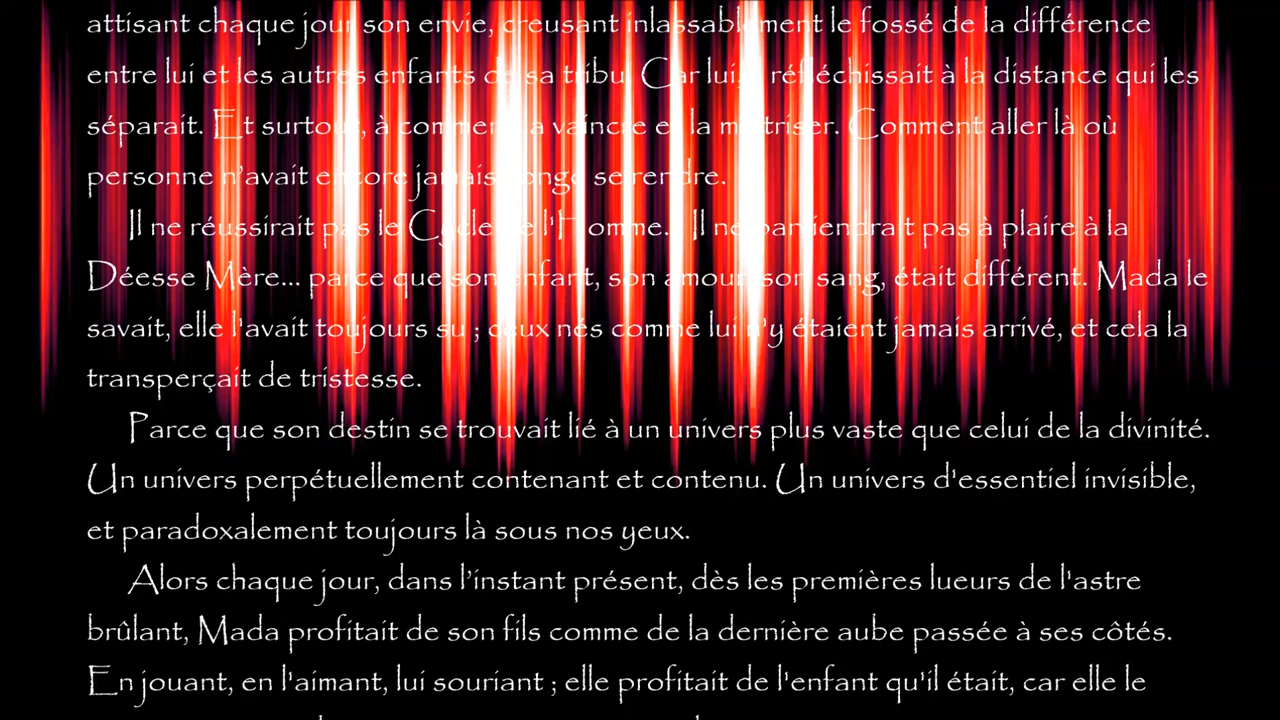 attisant chaque jour son envie, creusant inlassablement le fossé de la différence
entre lui et les autres enfants de sa tribu. Car lui, il réfléchissait à la distance qui les
séparait. Et surtout, à comment la vaincre et la maîtriser. Comment aller là où
personne n'avait encore jamais songé se rendre.
Il ne réussirait pas le Cycle de l'Homme. Il ne parviendrait pas à plaire à la
Déesse Mère... parce que son enfant, son amour, son sang, était différent. Mada le
savait, elle l'avait toujours su ; ceux nés comme lui n'y étaient jamais arrivé, et cela la
transperçait de tristesse.
Parce que son destin se trouvait lié à un univers plus vaste que celui de la divinité.
Un univers perpétuellement contenant et contenu. Un univers d'essentiel invisible,
et paradoxalement toujours là sous nos yeux.
Alors chaque jour, dans l'instant présent, dès les premières lueurs de l'astre
brûlant, Mada profitait de son fils comme de la dernière aube passée à ses côtés.
En jouant, en l'aimant, lui souriant ; elle profitait de l'enfant qu'il était, car elle le